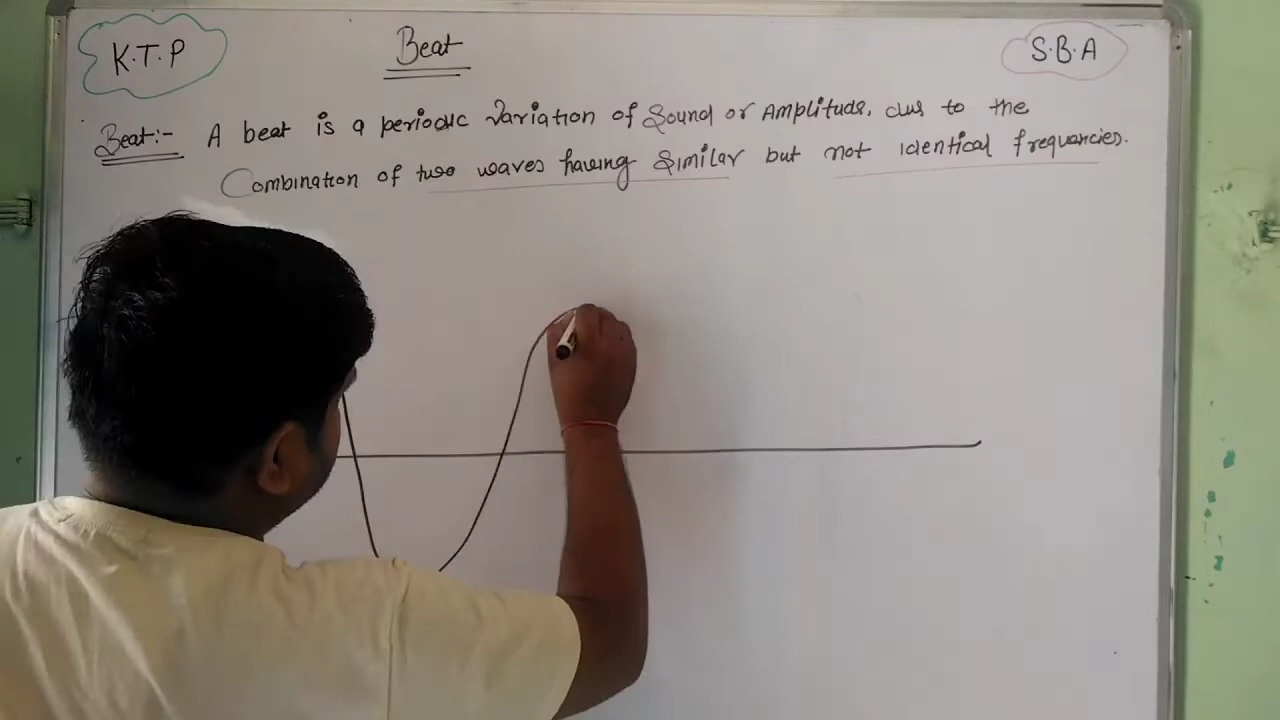 K.T.P
Beat
S.B.A
Beat:- A beat is a periodic variation of Sound or Amplitude, due to the
Combination of two waves having Similar but not identical frequencies.